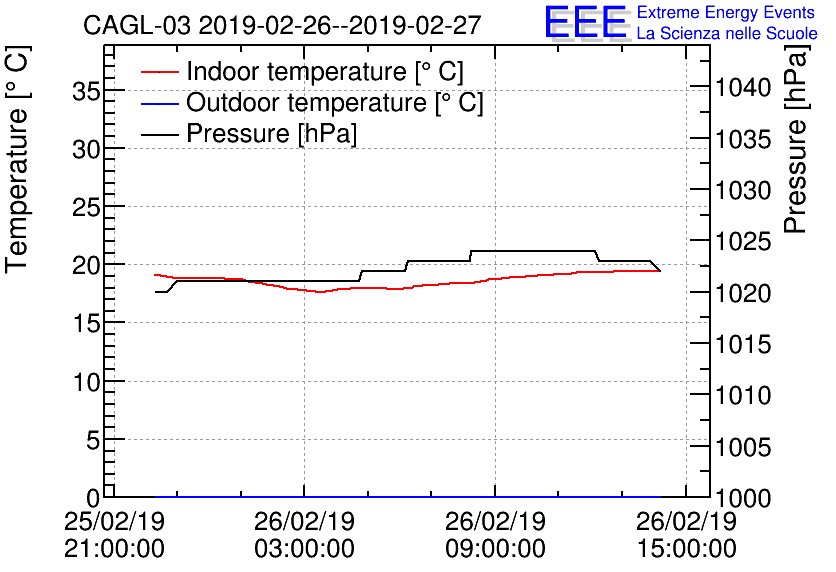 CAGL-03 2019-02-26--2019-02-27
EEE
Extreme Energy Events
La Scienza nelle Scuole
Temperature [° C]
Pressure [hPa]
Indoor temperature [° C]
Outdoor temperature [° C]
Pressure [hPa]
35
30
25
20
15
10
5
0
1040
1035
1030
1025
1020
1015
1010
1005
1000
25/02/19
21:00:00
26/02/19
03:00:00
26/02/19
09:00:00
26/02/19
15:00:00